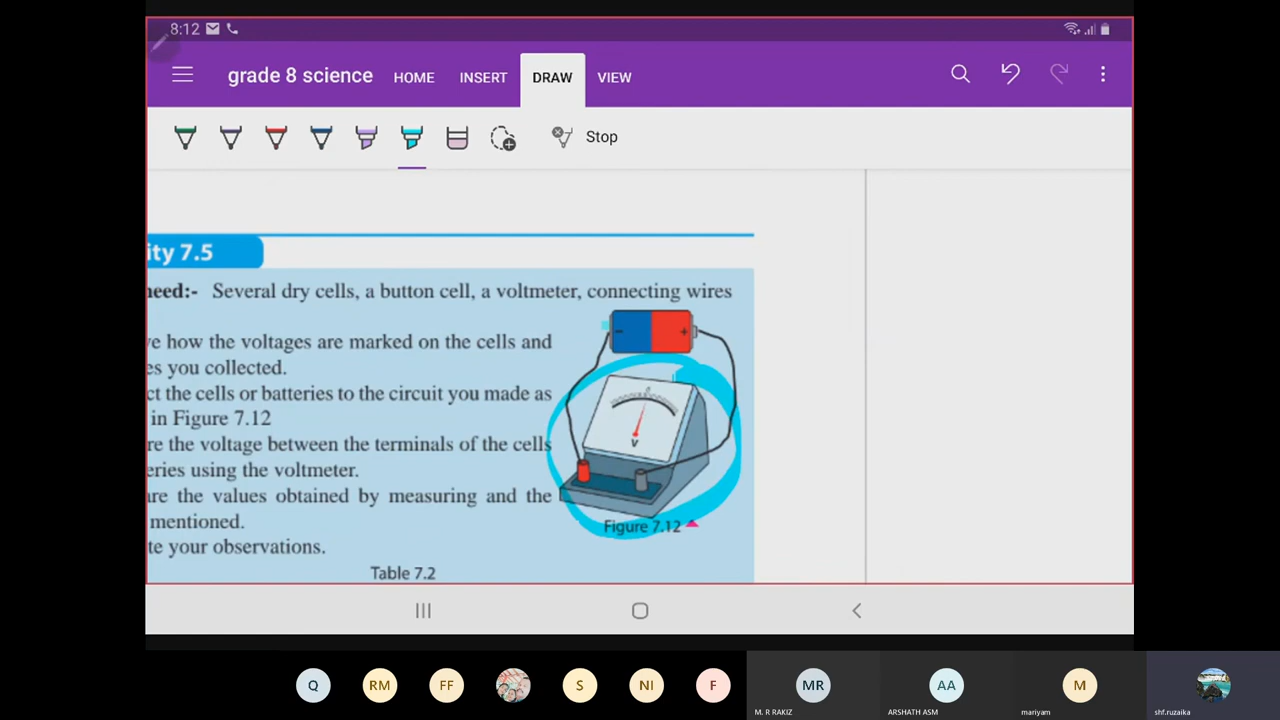 8:12
grade 8 science HOME INSERT DRAW VIEW
Stop
ity 7.5
need:- Several dry cells, a button cell, a voltmeter, connecting wires
ve how the voltages are marked on the cells and
es you collected.
ct the cells or batteries to the circuit you made as
in Figure 7.12
re the voltage between the terminals of the cells
eries using the voltmeter.
are the values obtained by measuring and the
mentioned.
te your observations.
- +
V
Figure 7.12
Table 7.2
Q RM FF S NI F MR AA M
M. R RAKIZ ARSHATH ASM mariyam shf.ruzaika